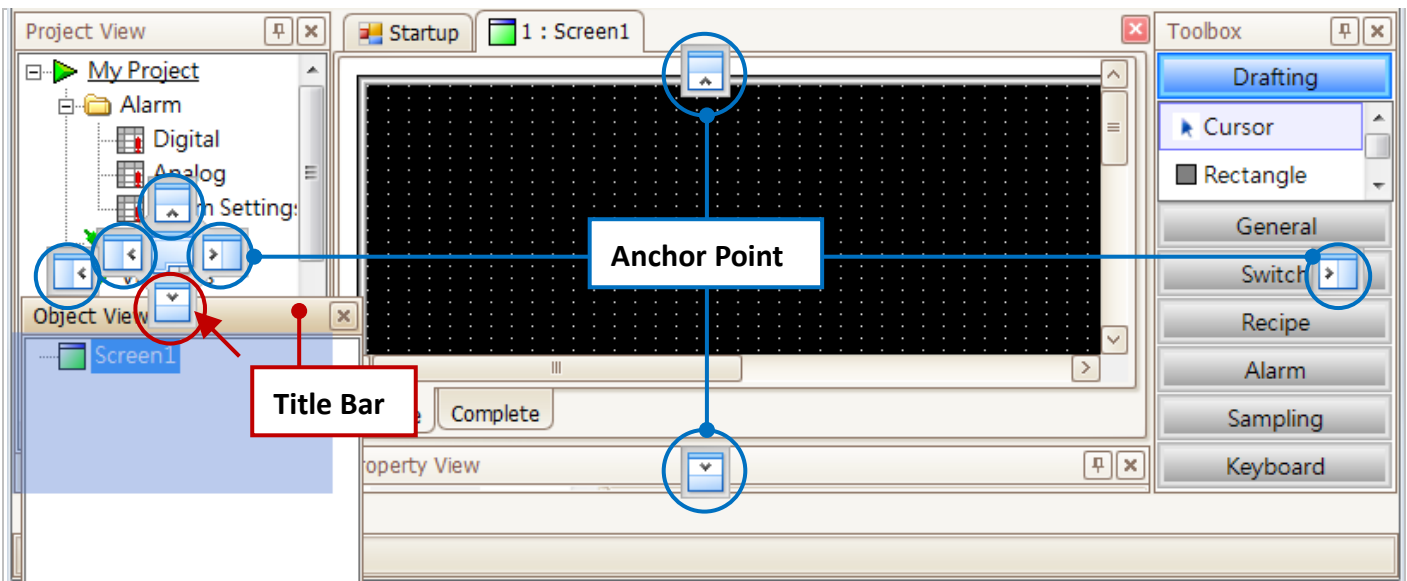 Project View
Startup
1 : Screen1
Toolbox
My Project
Alarm
Digital
Analog
Settings
Object View
Screen1
Title Bar
Anchor Point
Complete
Property View
Drafting
Cursor
Rectangle
General
Switch
Recipe
Alarm
Sampling
Keyboard